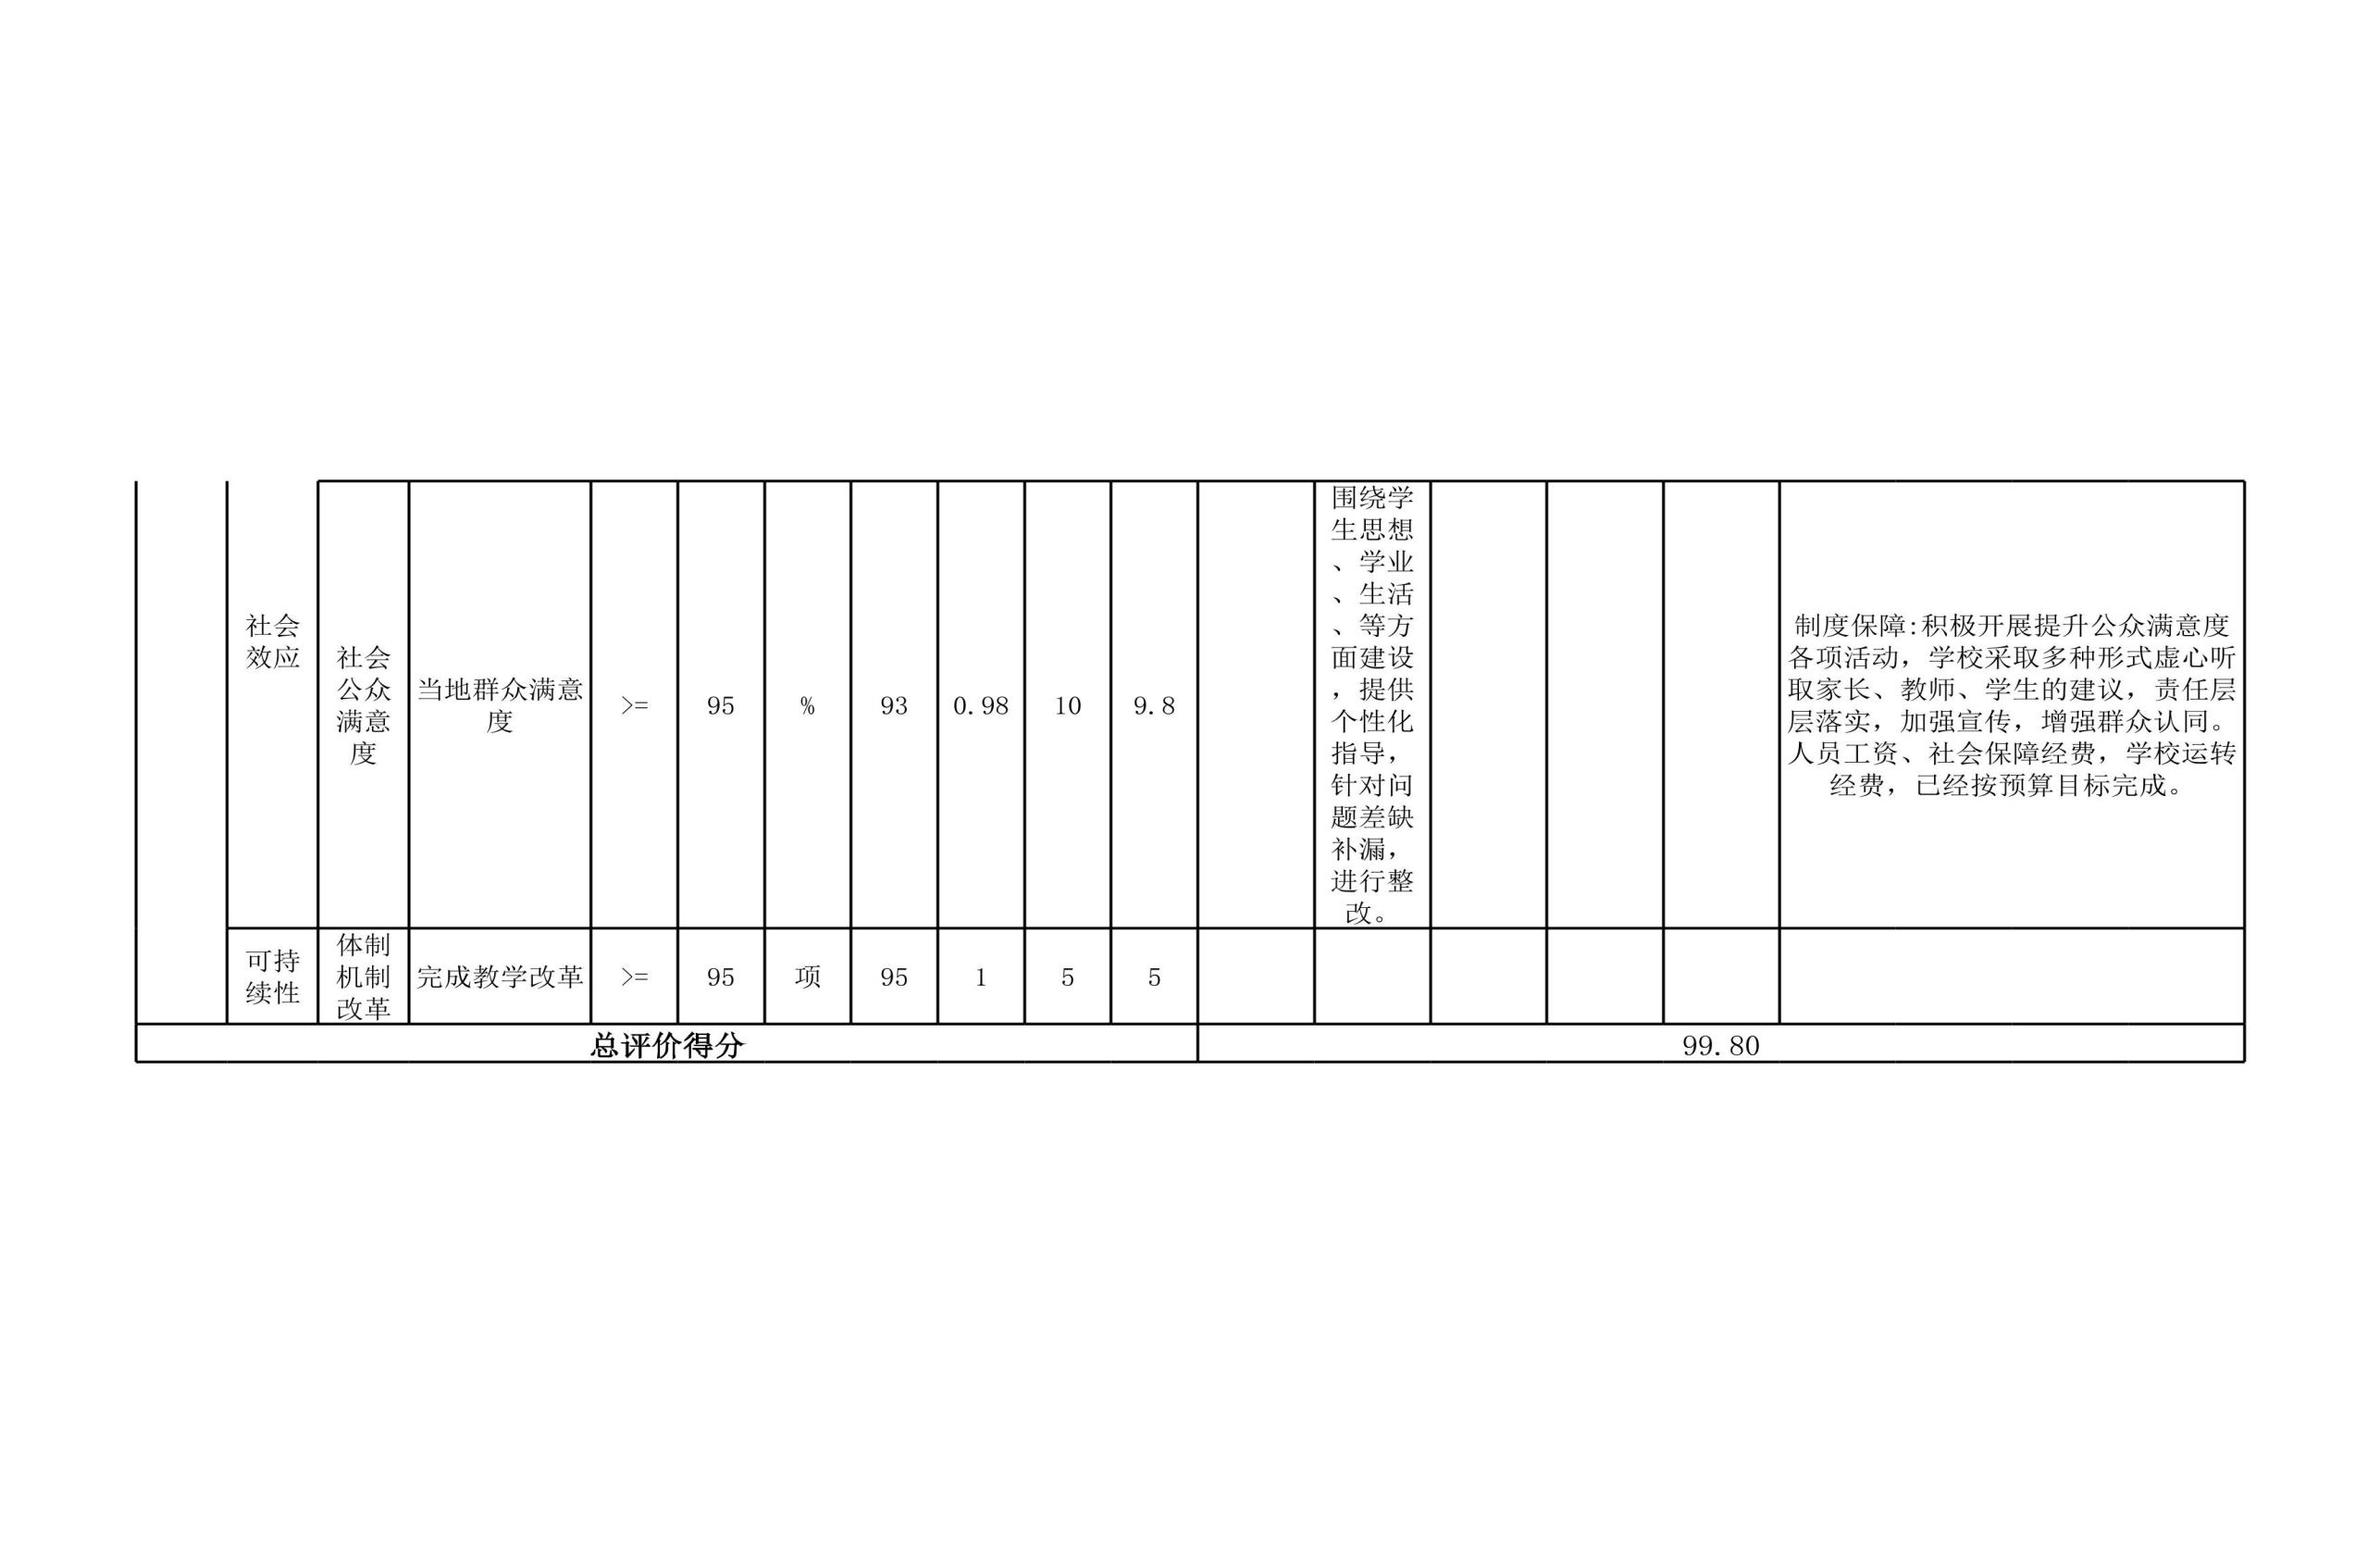 社会
效应
社会
公众
满意
度
当地群众满意
度
>=
95
%
93
0.98
10
9.8
围绕学
生思想
、学业
、生活
、等方
面建设
，提供
个性化
指导，
针对问
题差缺
补漏，
进行整
改。
制度保障:积极开展提升公众满意度
各项活动，学校采取多种形式虚心听
取家长、教师、学生的建议，责任层
层落实，加强宣传，增强群众认同。
人员工资、社会保障经费，学校运转
经费，已经按预算目标完成。
可持
续性
体制
机制
改革
完成教学改革
>=
95
项
95
1
5
5
总评价得分
99.80